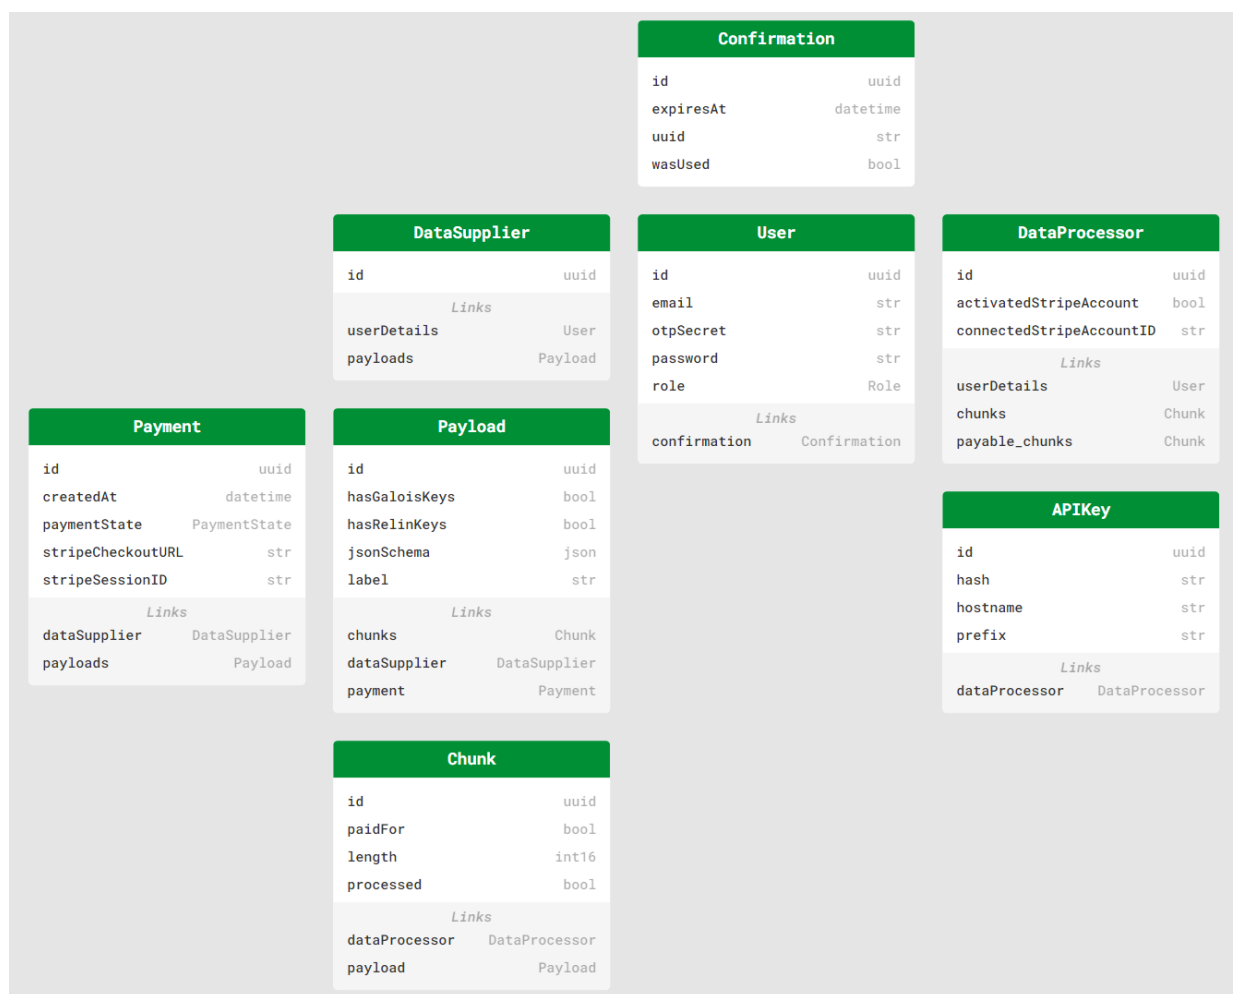 Confirmation
id uuid
expiresAt datetime
uuid str
wasUsed bool
DataSupplier
id uuid
Links
userDetails User
payloads Payload
User
id uuid
email str
otpSecret str
password str
role Role
Links
confirmation Confirmation
DataProcessor
id uuid
activatedStripeAccount bool
connectedStripeAccountID str
Links
userDetails User
chunks Chunk
payable_chunks Chunk
Payment
id uuid
createdAt datetime
paymentState PaymentState
stripeCheckoutURL str
stripeSessionID str
Links
dataSupplier DataSupplier
payloads Payload
Payload
id uuid
hasGaloisKeys bool
hasRelinKeys bool
jsonSchema json
label str
Links
chunks Chunk
dataSupplier DataSupplier
payment Payment
APIKey
id uuid
hash str
hostname str
prefix str
Links
dataProcessor DataProcessor
Chunk
id uuid
paidFor bool
length int16
processed bool
Links
dataProcessor DataProcessor
payload Payload